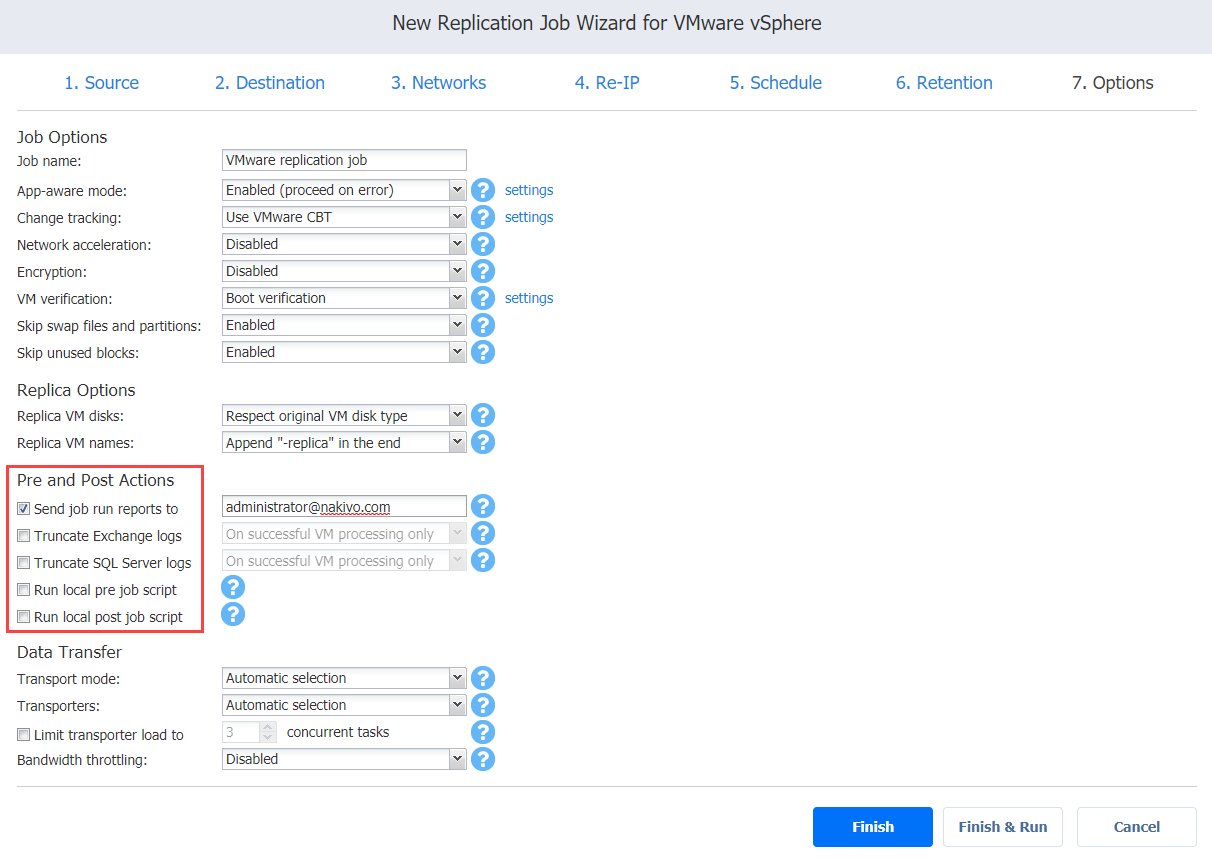 New Replication Job Wizard for VMware vSphere
1. Source 2. Destination 3. Networks 4. Re-IP 5. Schedule 6. Retention 7. Options
Job Options
Job name: VMware replication job
App-aware mode: Enabled (proceed on error) ? settings
Change tracking: Use VMware CBT ? settings
Network acceleration: Disabled ?
Encryption: Disabled ?
VM verification: Boot verification ? settings
Skip swap files and partitions: Enabled ?
Skip unused blocks: Enabled ?
Replica Options
Replica VM disks: Respect original VM disk type ?
Replica VM names: Append "-replica" in the end ?
Pre and Post Actions
Send job run reports to administrator@nakivo.com ?
Truncate Exchange logs On successful VM processing only ?
Truncate SQL Server logs On successful VM processing only ?
Run local pre job script ?
Run local post job script ?
Data Transfer
Transport mode: Automatic selection ?
Transporters: Automatic selection ?
Limit transporter load to 3 concurrent tasks ?
Bandwidth throttling: Disabled ?
Finish Finish & Run Cancel